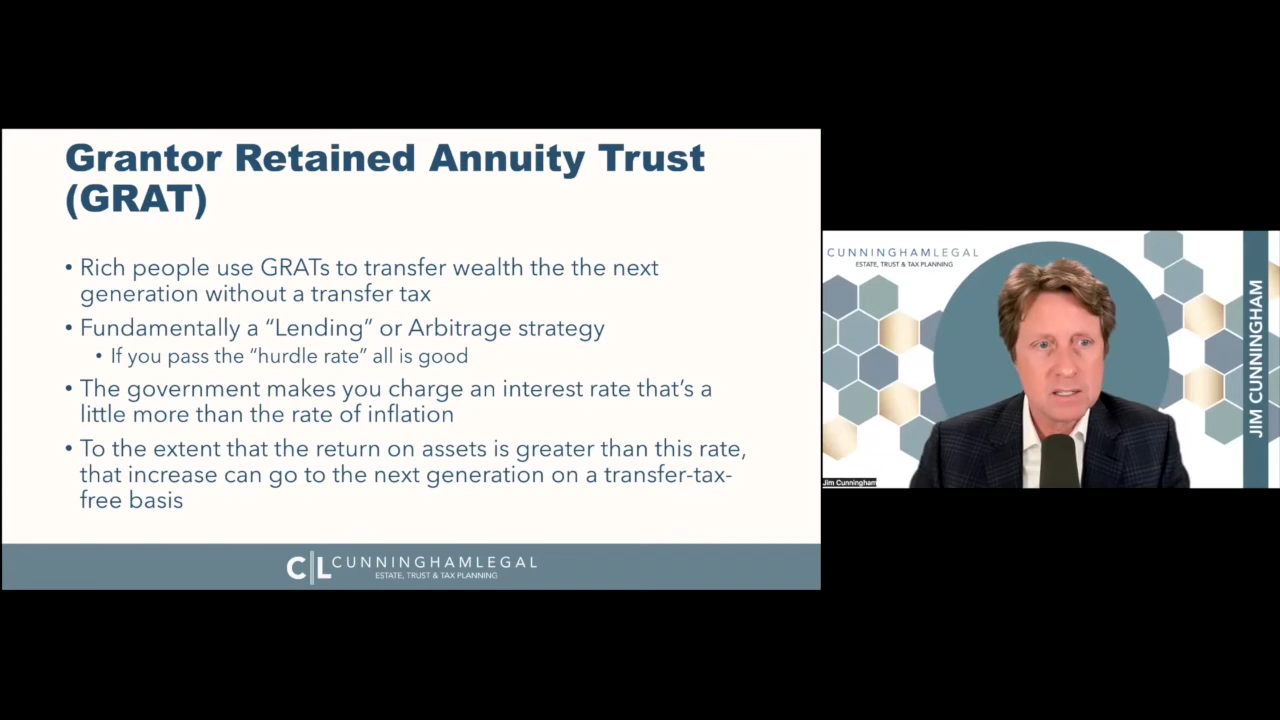 Grantor Retained Annuity Trust
(GRAT)
• Rich people use GRATs to transfer wealth the the next
generation without a transfer tax
• Fundamentally a “Lending” or Arbitrage strategy
• If you pass the “hurdle rate” all is good
• The government makes you charge an interest rate that’s a
little more than the rate of inflation
• To the extent that the return on assets is greater than this rate,
that increase can go to the next generation on a transfer-tax-
free basis
C|L CUNNINGHAMLEGAL
ESTATE, TRUST & TAX PLANNING
CUNNINGHAMLEGAL
ESTATE, TRUST & TAX PLANNING
JIM CUNNINGHAM
Jim Cunningham